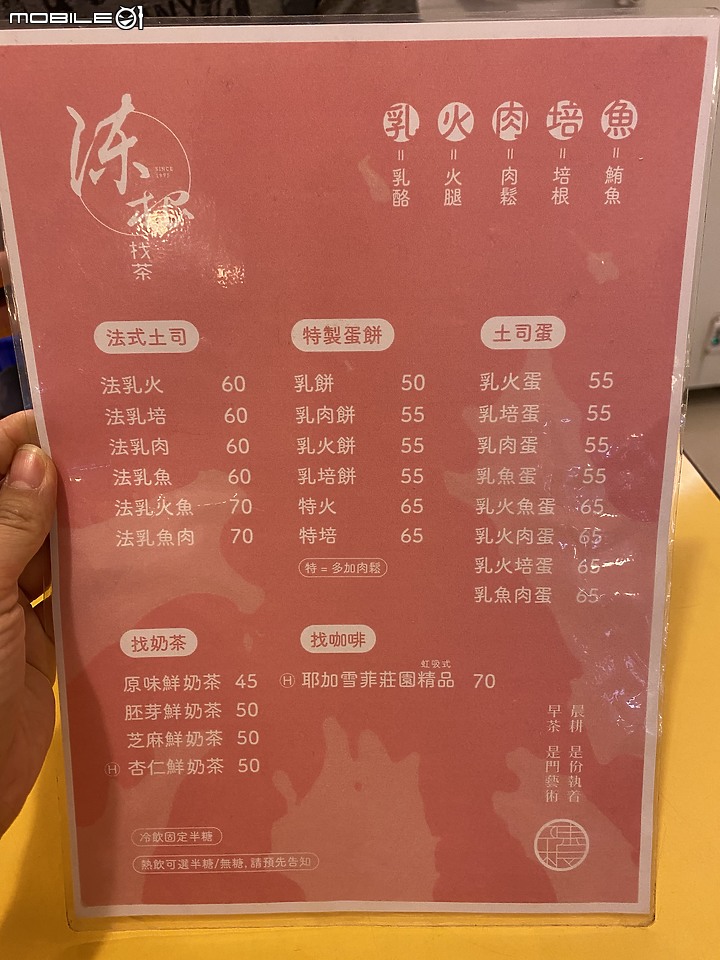 MOBILE01
涷
SINCE
找茶
乳 火 肉 培 魚
= = = = =
乳酪 火腿 肉鬆 培根 鮪魚
法式土司
法乳火 60
法乳培 60
法乳肉 60
法乳魚 60
法乳火魚 70
法乳魚肉 70
特製蛋餅
乳餅 50
乳肉餅 55
乳火餅 55
乳培餅 55
特火 65
特培 65
特 = 多加肉鬆
土司蛋
乳火蛋 55
乳培蛋 55
乳肉蛋 55
乳魚蛋 55
乳火魚蛋 65
乳火肉蛋 65
乳火培蛋 65
乳魚肉蛋 65
找奶茶
原味鮮奶茶 45
胚芽鮮奶茶 50
芝麻鮮奶茶 50
H 杏仁鮮奶茶 50
找咖啡
虹吸式
H 耶加雪菲莊園精品 70
冷飲固定半糖
熱飲可選半糖/無糖,請預先告知
晨耕 是份執着
早茶 是門藝術